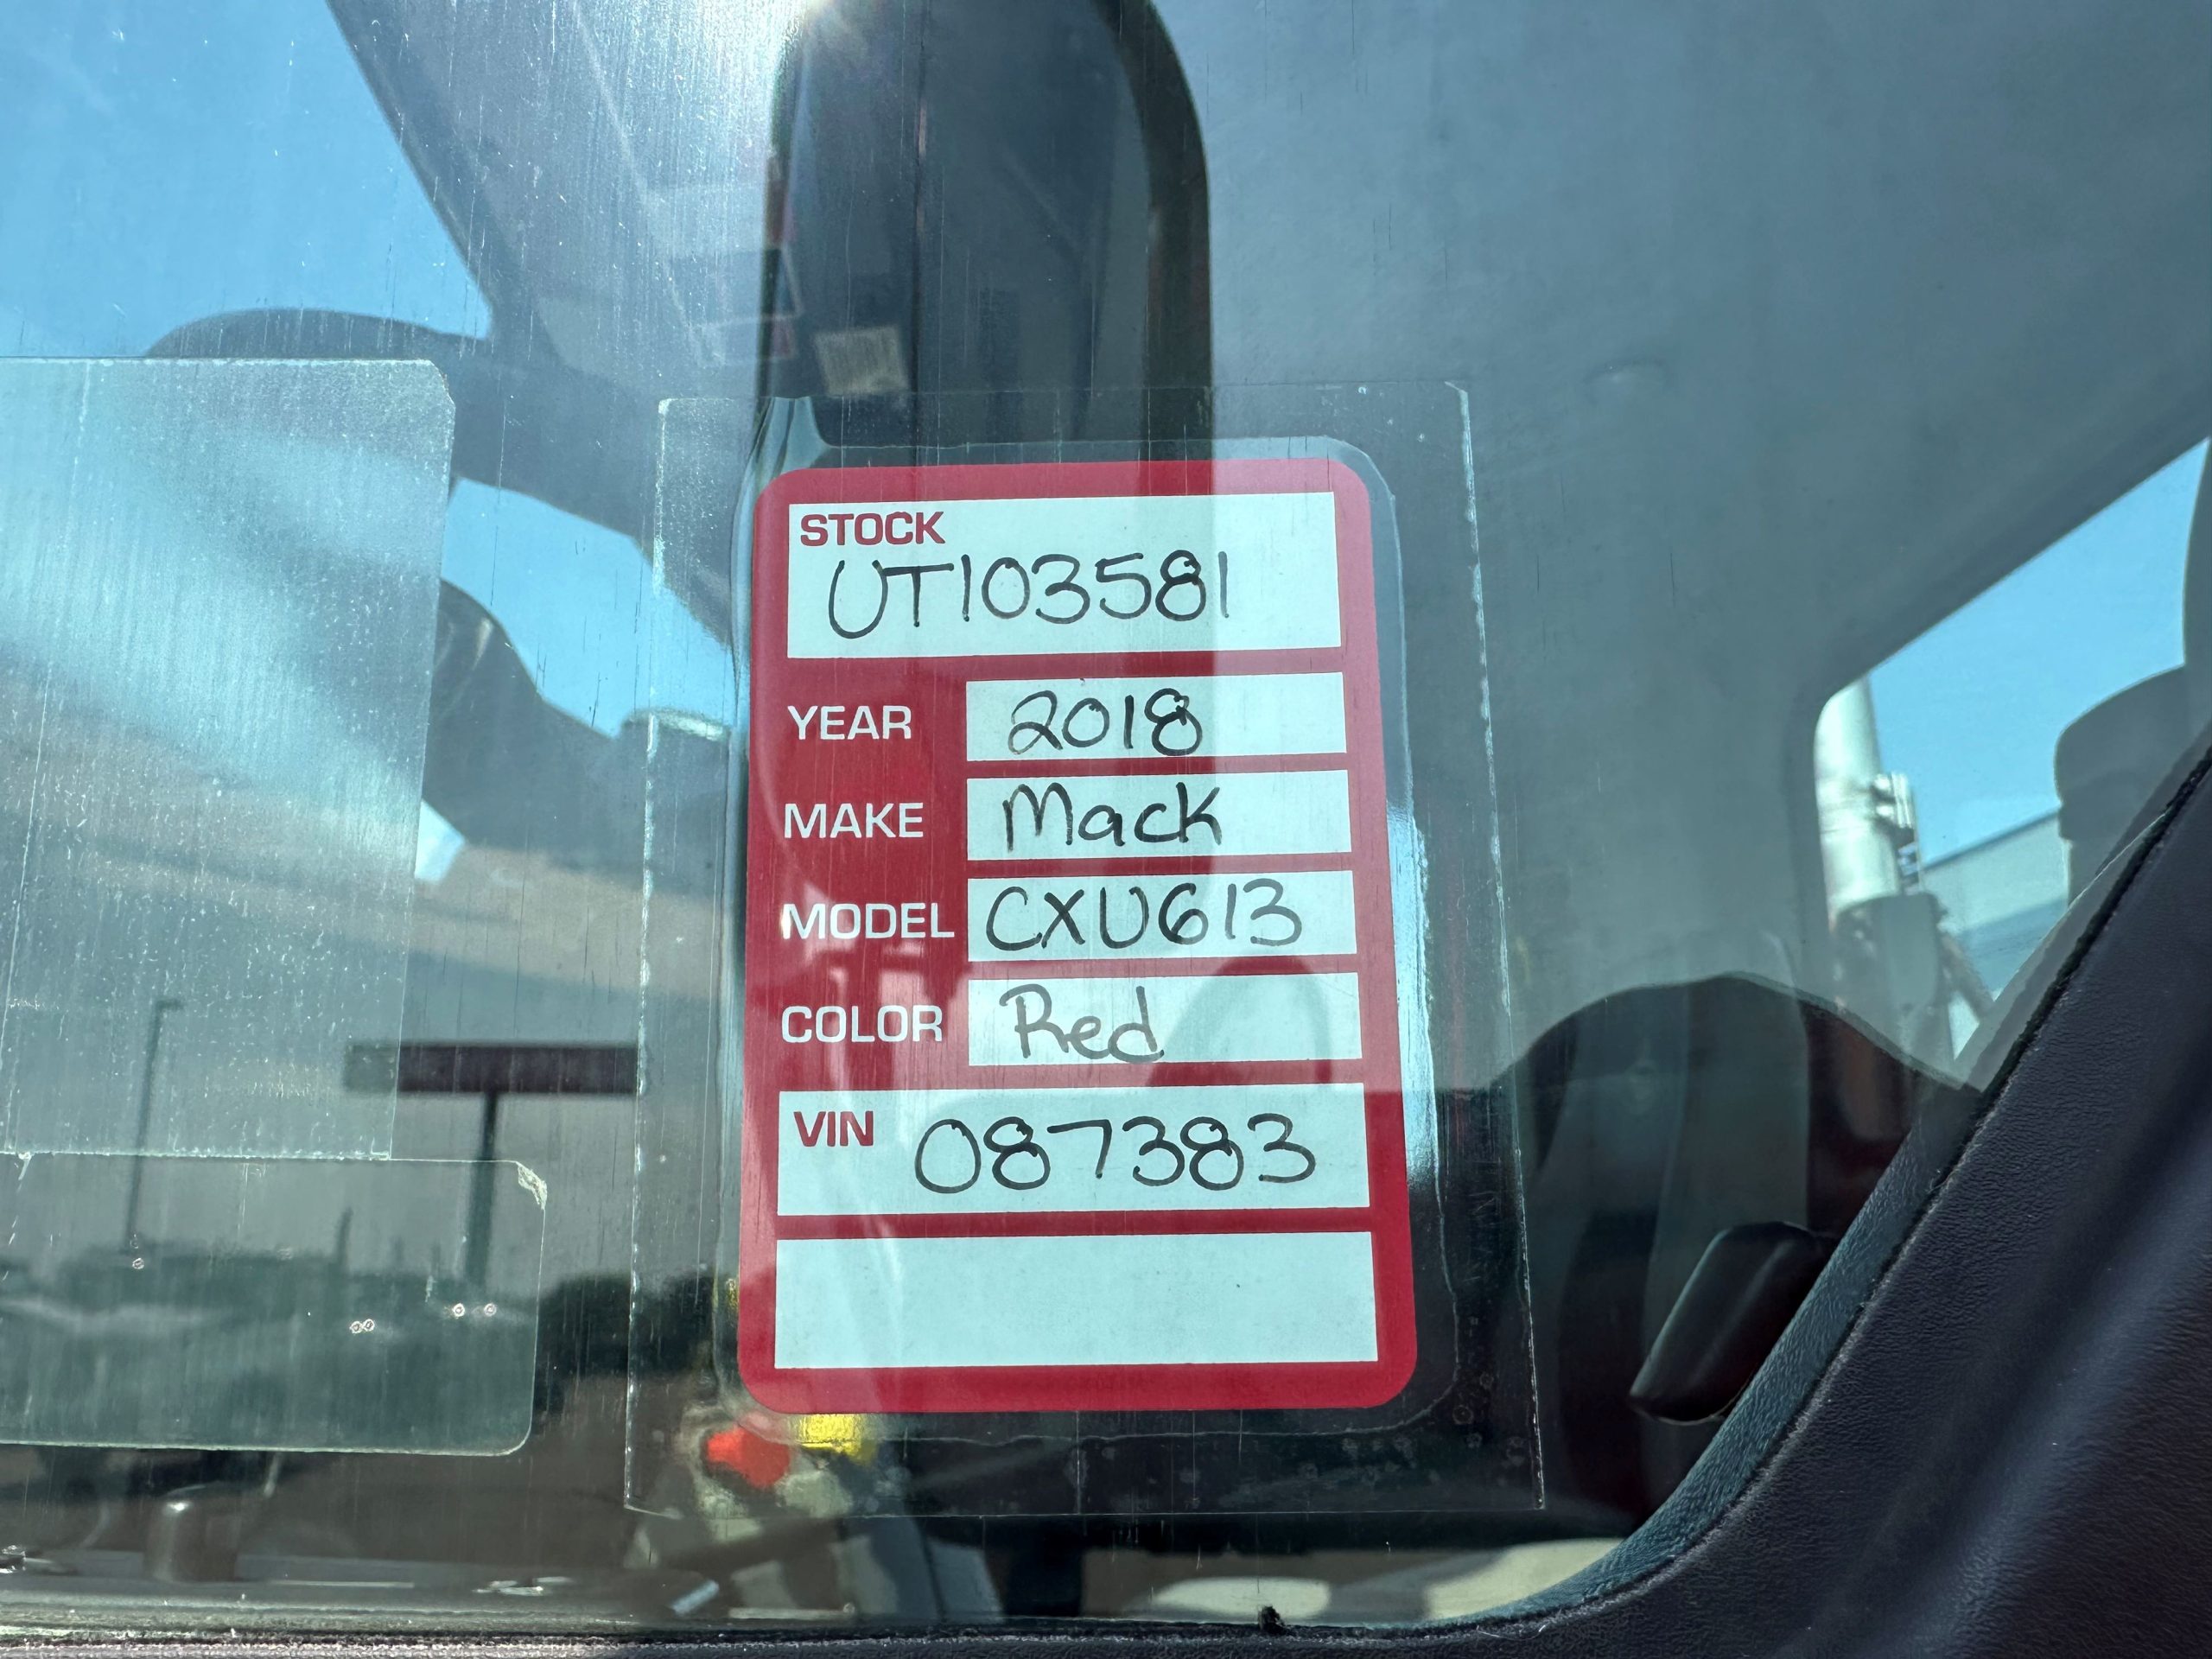 STOCK
UT103581
YEAR 2018
MAKE Mack
MODEL CXU613
COLOR Red
VIN 087383